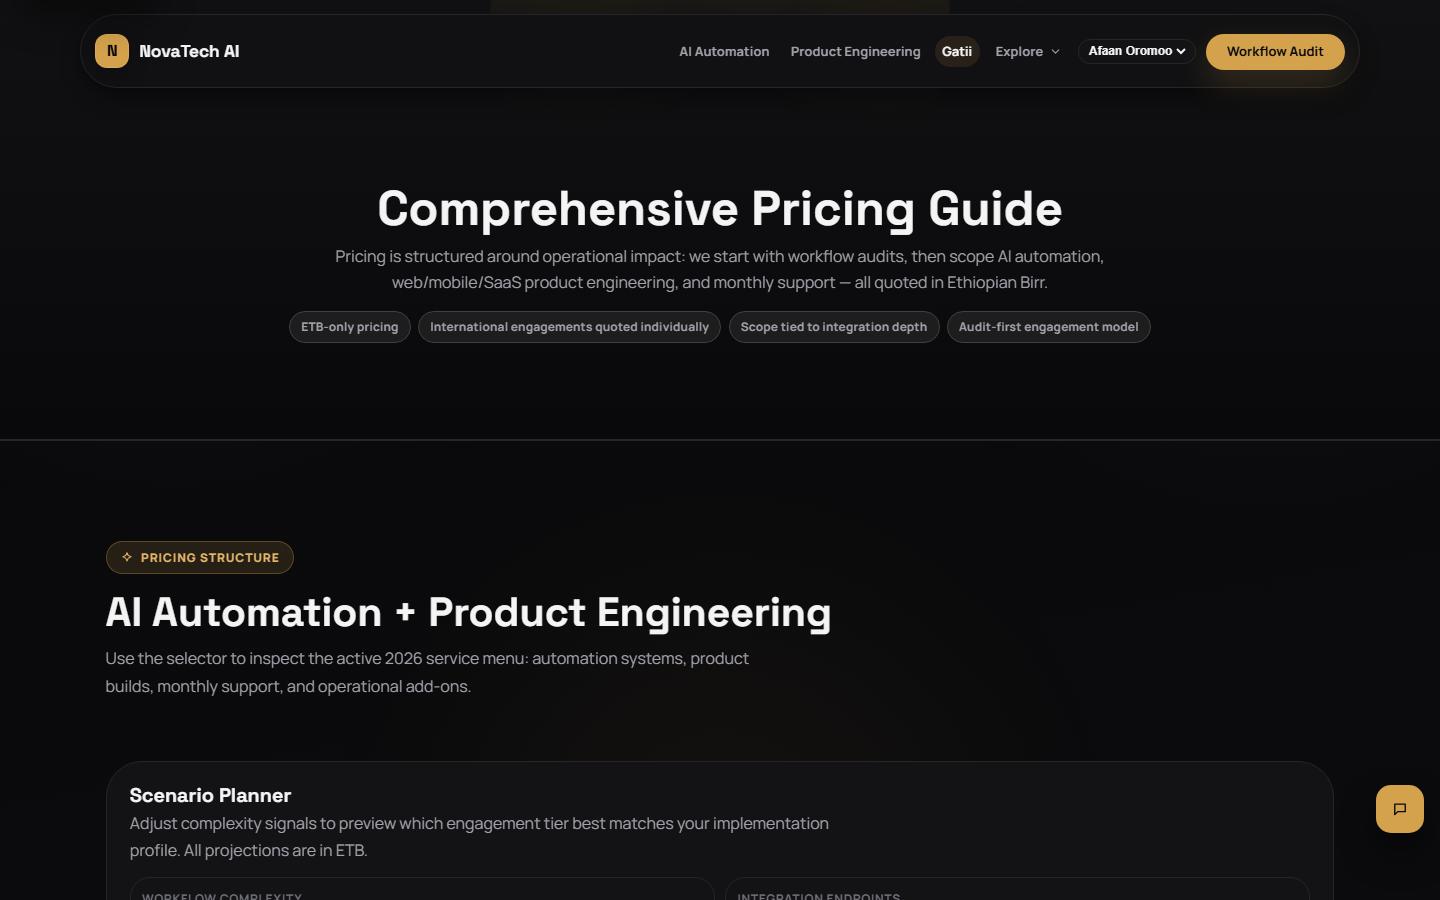 N
NovaTech AI
AI Automation
Product Engineering
Gatii
Explore
Afaan Oromoo
Workflow Audit
Comprehensive Pricing Guide
Pricing is structured around operational impact: we start with workflow audits, then scope AI automation,
web/mobile/SaaS product engineering, and monthly support — all quoted in Ethiopian Birr.
ETB-only pricing
International engagements quoted individually
Scope tied to integration depth
Audit-first engagement model
PRICING STRUCTURE
AI Automation + Product Engineering
Use the selector to inspect the active 2026 service menu: automation systems, product
builds, monthly support, and operational add-ons.
Scenario Planner
Adjust complexity signals to preview which engagement tier best matches your implementation
profile. All projections are in ETB.
WORKFLOW COMPLEXITY
INTEGRATION ENDPOINTS